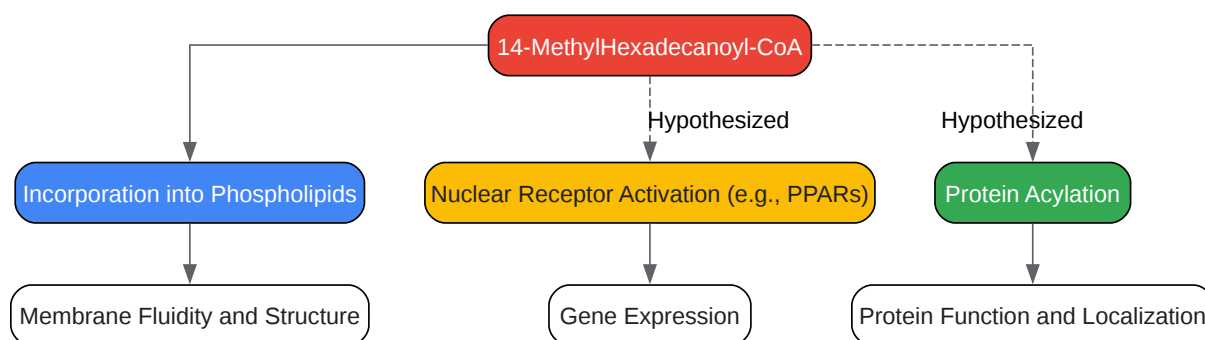 14-MethylHexadecanoyl-CoA
Hypothesized
Hypothesized
Incorporation into Phospholipids
Nuclear Receptor Activation (e.g., PPARs)
Protein Acylation
Membrane Fluidity and Structure
Gene Expression
Protein Function and Localization